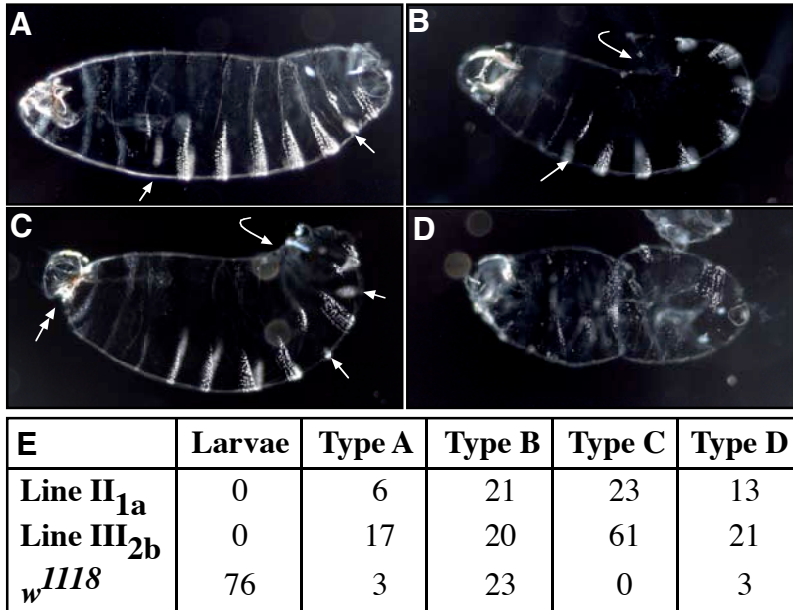 A
B
C
D
E Larvae Type A Type B Type C Type D
Line II1a 0 6 21 23 13
Line III2b 0 17 20 61 21
w1118 76 3 23 0 3